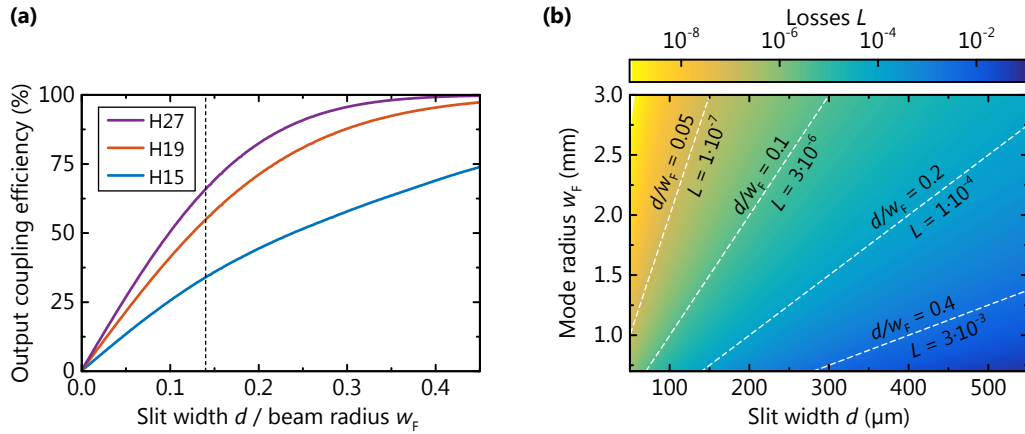 (a)
Output coupling efficiency (%)
100
75
50
25
0
H27
H19
H15
0.0
0.1
0.2
0.3
0.4
Slit width d / beam radius w_F
(b)
Losses L
10^-8
10^-6
10^-4
10^-2
Mode radius w_F (mm)
3.0
2.5
2.0
1.5
1.0
d/w_F = 0.05
L = 1·10^-7
d/w_F = 0.1
L = 3·10^-6
d/w_F = 0.2
L = 1·10^-4
d/w_F = 0.4
L = 3·10^-3
100
200
300
400
500
Slit width d (µm)